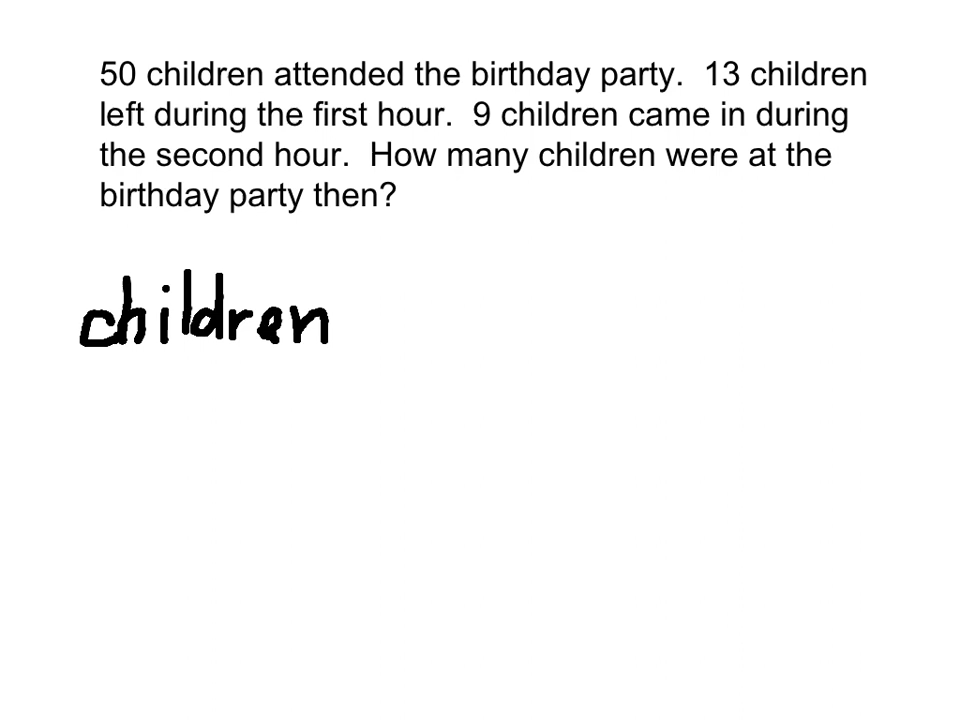 50 children attended the birthday party.  13 children
left during the first hour.  9 children came in during
the second hour.  How many children were at the
birthday party then?
children